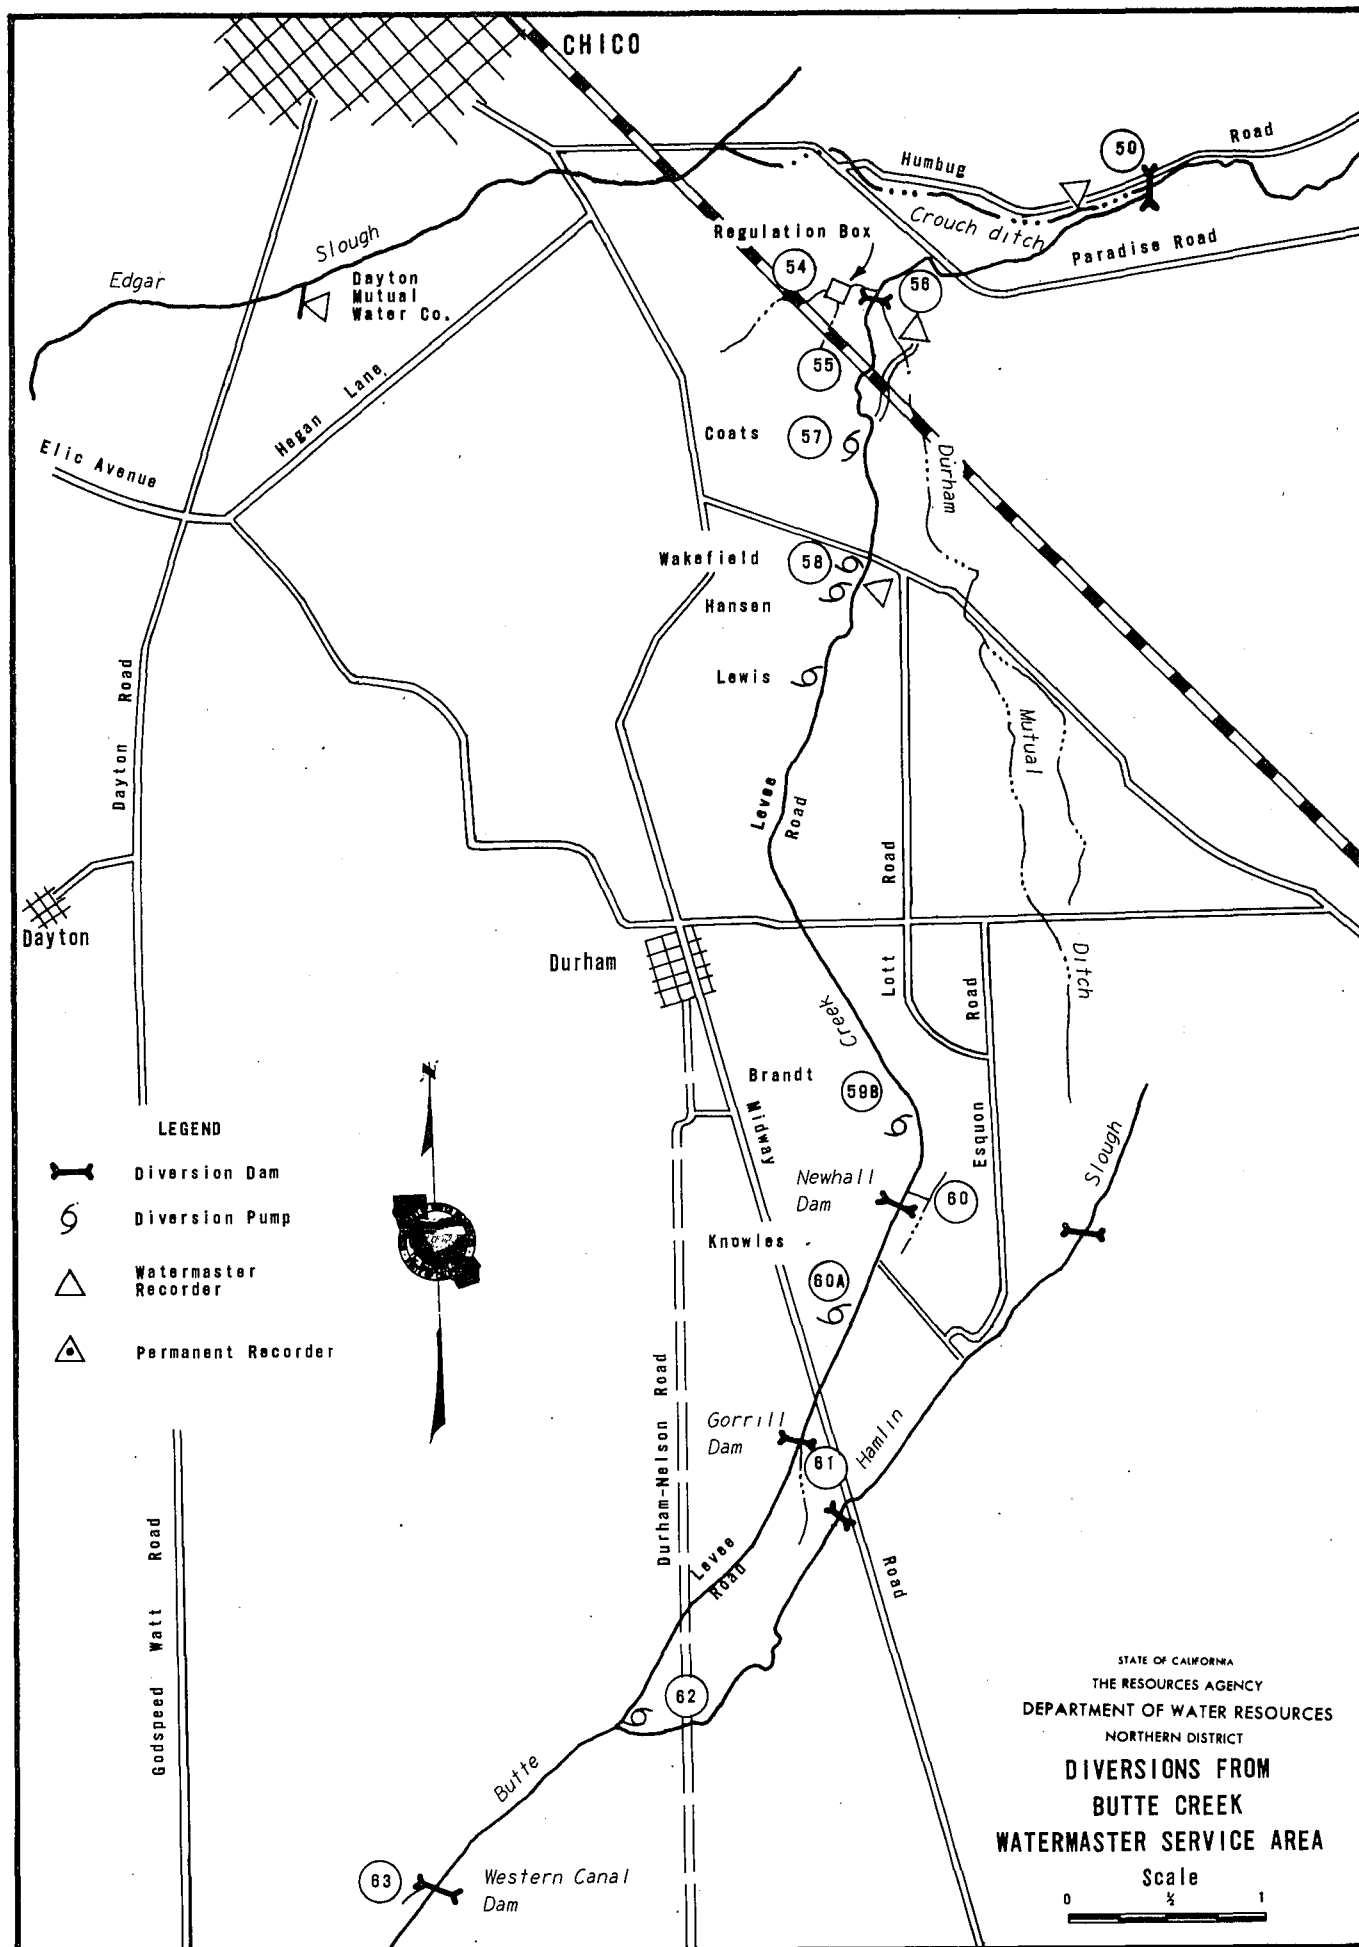 CHICO
Humbug
50
Road
Crouch ditch
Paradise Road
Regulation Box
54
56
55
Edgar
Slough
Dayton
Mutual
Water Co.
Hegan Lane
Elic Avenue
Coats
57
Durham
Wakefield
58
Hansen
Lewis
Dayton Road
Mutual
Levee
Road
Lott Road
Dayton
Durham
Ditch
Creek
Esquon Road
Brandt
59B
Midway
Slough
LEGEND
Diversion Dam
Diversion Pump
Watermaster
Recorder
Permanent Recorder
Newhall
Dam
60
Knowles
60A
Durham-Nelson Road
Gorrill
Dam
61
Hamlin
Levee
Road
Road
Godspeed Watt Road
62
Butte
63
Western Canal
Dam
STATE OF CALIFORNIA
THE RESOURCES AGENCY
DEPARTMENT OF WATER RESOURCES
NORTHERN DISTRICT
DIVERSIONS FROM
BUTTE CREEK
WATERMASTER SERVICE AREA
Scale
0 ½ 1